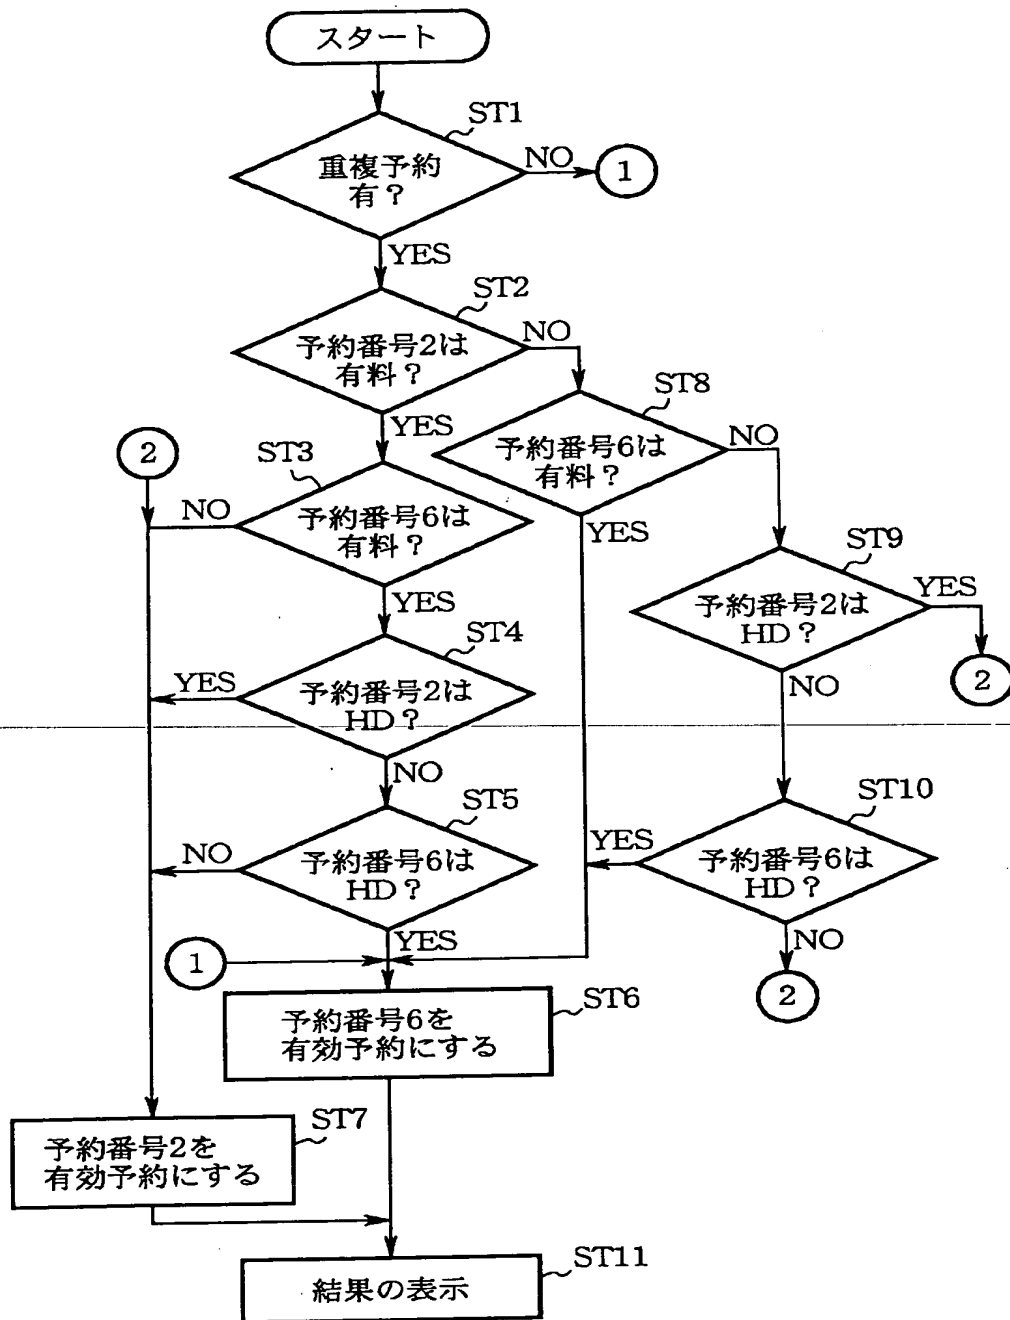 スタート
ST1
重複予約
有？
NO
1
YES
ST2
予約番号2は
有料？
NO
YES
ST8
予約番号6は
有料？
NO
YES
2
ST3
予約番号6は
有料？
NO
YES
ST9
予約番号2は
HD？
YES
2
NO
ST4
予約番号2は
HD？
YES
NO
ST5
予約番号6は
HD？
NO
YES
ST10
予約番号6は
HD？
YES
NO
2
1
ST6
予約番号6を
有効予約にする
ST7
予約番号2を
有効予約にする
ST11
結果の表示